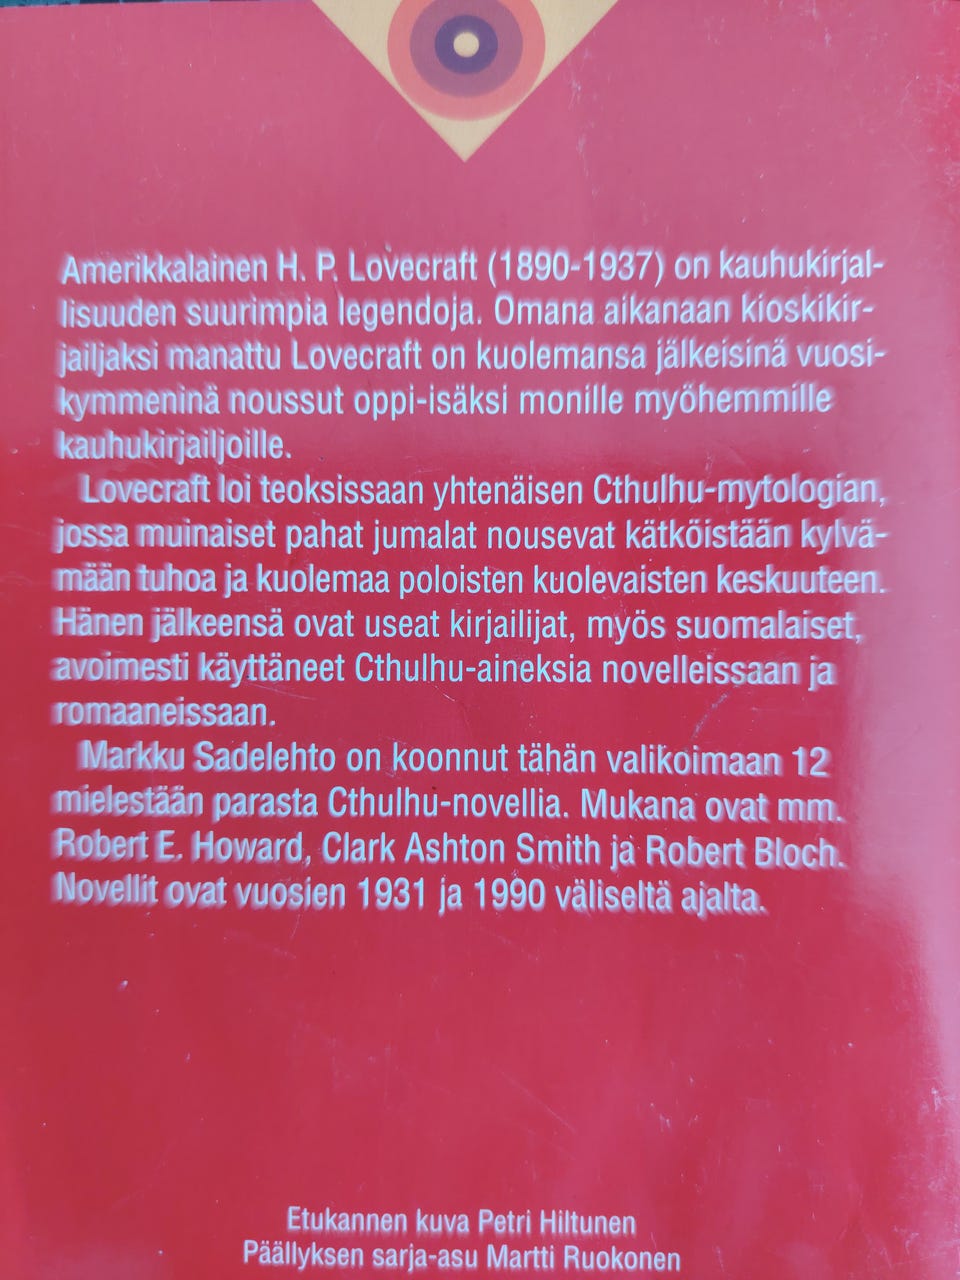 Amerikkalainen H. P. Lovecraft (1890-1937) on kauhukirjal-
lisuuden suurimpia legendoja. Omana aikanaan kioskikir-
jailjaksi manattu Lovecraft on kuolemansa jälkeisinä vuosi-
kymmeninä noussut oppi-isäksi monille myöhemmille
kauhukirjailjoille.
Lovecraft loi teoksissaan yhtenäisen Cthulhu-mytologian,
jossa muinaiset pahat jumalat nousevat kätköistään kylvä-
mään tuhoa ja kuolemaa poloisten kuolevaisten keskuuteen.
Hänen jälkeensä ovat useat kirjailijat, myös suomalaiset,
avoimesti käyttäneet Cthulhu-aineksia novelleissaan ja
romaaneissaan.
Markku Sadelehto on koonnut tähän valikoimaan 12
mielestään parasta Cthulhu-novellia. Mukana ovat mm.
Robert E. Howard, Clark Ashton Smith ja Robert Bloch.
Novellit ovat vuosien 1931 ja 1990 väliseltä ajalta.
Etukannen kuva Petri Hiltunen
Päällyksen sarja-asu Martti Ruokonen